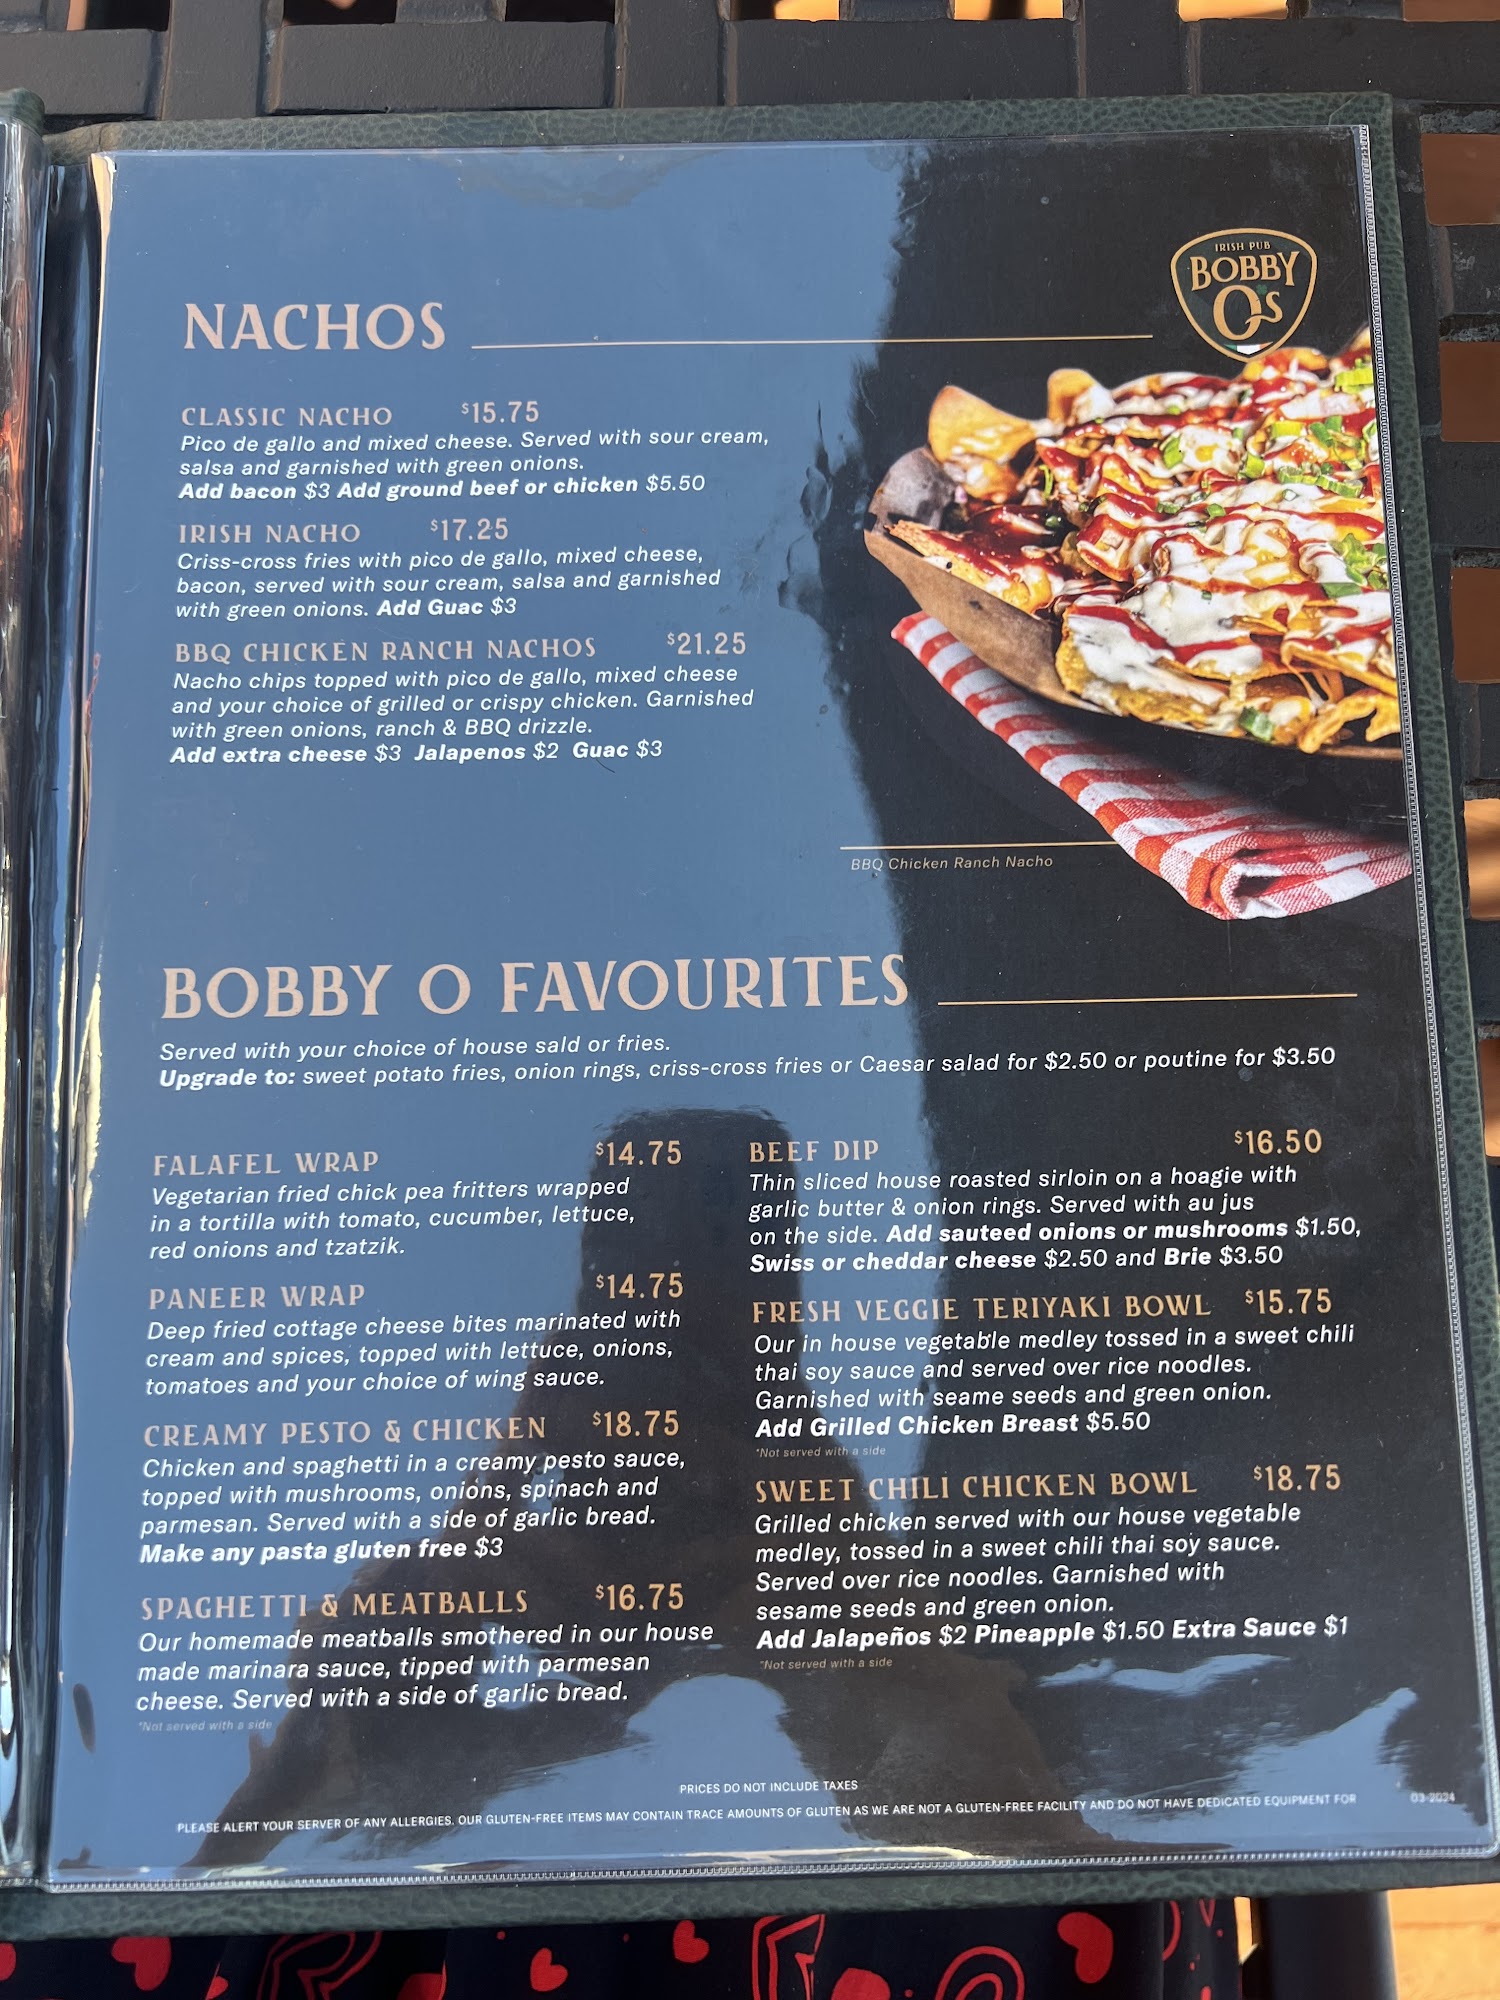 IRISH PUB
BOBBY
O's
NACHOS
CLASSIC NACHO $15.75
Pico de gallo and mixed cheese. Served with sour cream,
salsa and garnished with green onions.
Add bacon $3 Add ground beef or chicken $5.50
IRISH NACHO $17.25
Criss-cross fries with pico de gallo, mixed cheese,
bacon, served with sour cream, salsa and garnished
with green onions. Add Guac $3
BBQ CHICKEN RANCH NACHOS $21.25
Nacho chips topped with pico de gallo, mixed cheese
and your choice of grilled or crispy chicken. Garnished
with green onions, ranch & BBQ drizzle.
Add extra cheese $3 Jalapenos $2 Guac $3
BBQ Chicken Ranch Nacho
BOBBY O FAVOURITES
Served with your choice of house sald or fries.
Upgrade to: sweet potato fries, onion rings, criss-cross fries or Caesar salad for $2.50 or poutine for $3.50
FALAFEL WRAP $14.75
Vegetarian fried chick pea fritters wrapped
in a tortilla with tomato, cucumber, lettuce,
red onions and tzatzik.
PANEER WRAP $14.75
Deep fried cottage cheese bites marinated with
cream and spices, topped with lettuce, onions,
tomatoes and your choice of wing sauce.
CREAMY PESTO & CHICKEN $18.75
Chicken and spaghetti in a creamy pesto sauce,
topped with mushrooms, onions, spinach and
parmesan. Served with a side of garlic bread.
Make any pasta gluten free $3
SPAGHETTI & MEATBALLS $16.75
Our homemade meatballs smothered in our house
made marinara sauce, tipped with parmesan
cheese. Served with a side of garlic bread.
*Not served with a side
BEEF DIP $16.50
Thin sliced house roasted sirloin on a hoagie with
garlic butter & onion rings. Served with au jus
on the side. Add sauteed onions or mushrooms $1.50,
Swiss or cheddar cheese $2.50 and Brie $3.50
FRESH VEGGIE TERIYAKI BOWL $15.75
Our in house vegetable medley tossed in a sweet chili
thai soy sauce and served over rice noodles.
Garnished with seame seeds and green onion.
Add Grilled Chicken Breast $5.50
*Not served with a side
SWEET CHILI CHICKEN BOWL $18.75
Grilled chicken served with our house vegetable
medley, tossed in a sweet chili thai soy sauce.
Served over rice noodles. Garnished with
sesame seeds and green onion.
Add Jalapeños $2 Pineapple $1.50 Extra Sauce $1
*Not served with a side
PRICES DO NOT INCLUDE TAXES
PLEASE ALERT YOUR SERVER OF ANY ALLERGIES. OUR GLUTEN-FREE ITEMS MAY CONTAIN TRACE AMOUNTS OF GLUTEN AS WE ARE NOT A GLUTEN-FREE FACILITY AND DO NOT HAVE DEDICATED EQUIPMENT FOR